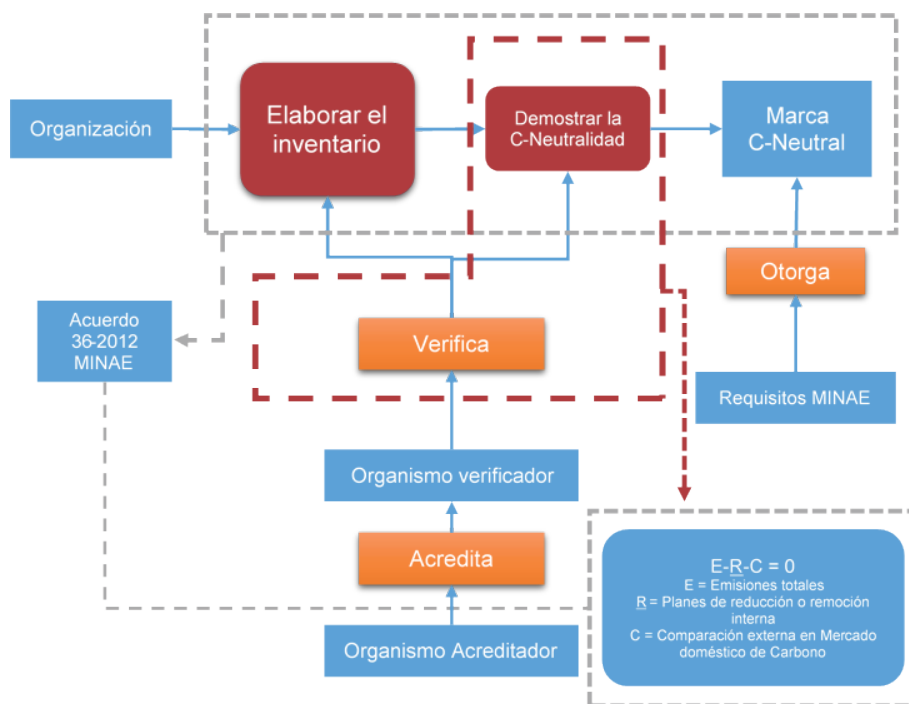 Organización
Elaborar el
inventario
Demostrar la
C-Neutralidad
Marca
C-Neutral
Otorga
Acuerdo
36-2012
MINAE
Verifica
Requisitos MINAE
Organismo verificador
Acredita
Organismo Acreditador
E-R-C = 0
E = Emisiones totales
R = Planes de reducción o remoción
interna
C = Comparación externa en Mercado
doméstico de Carbono